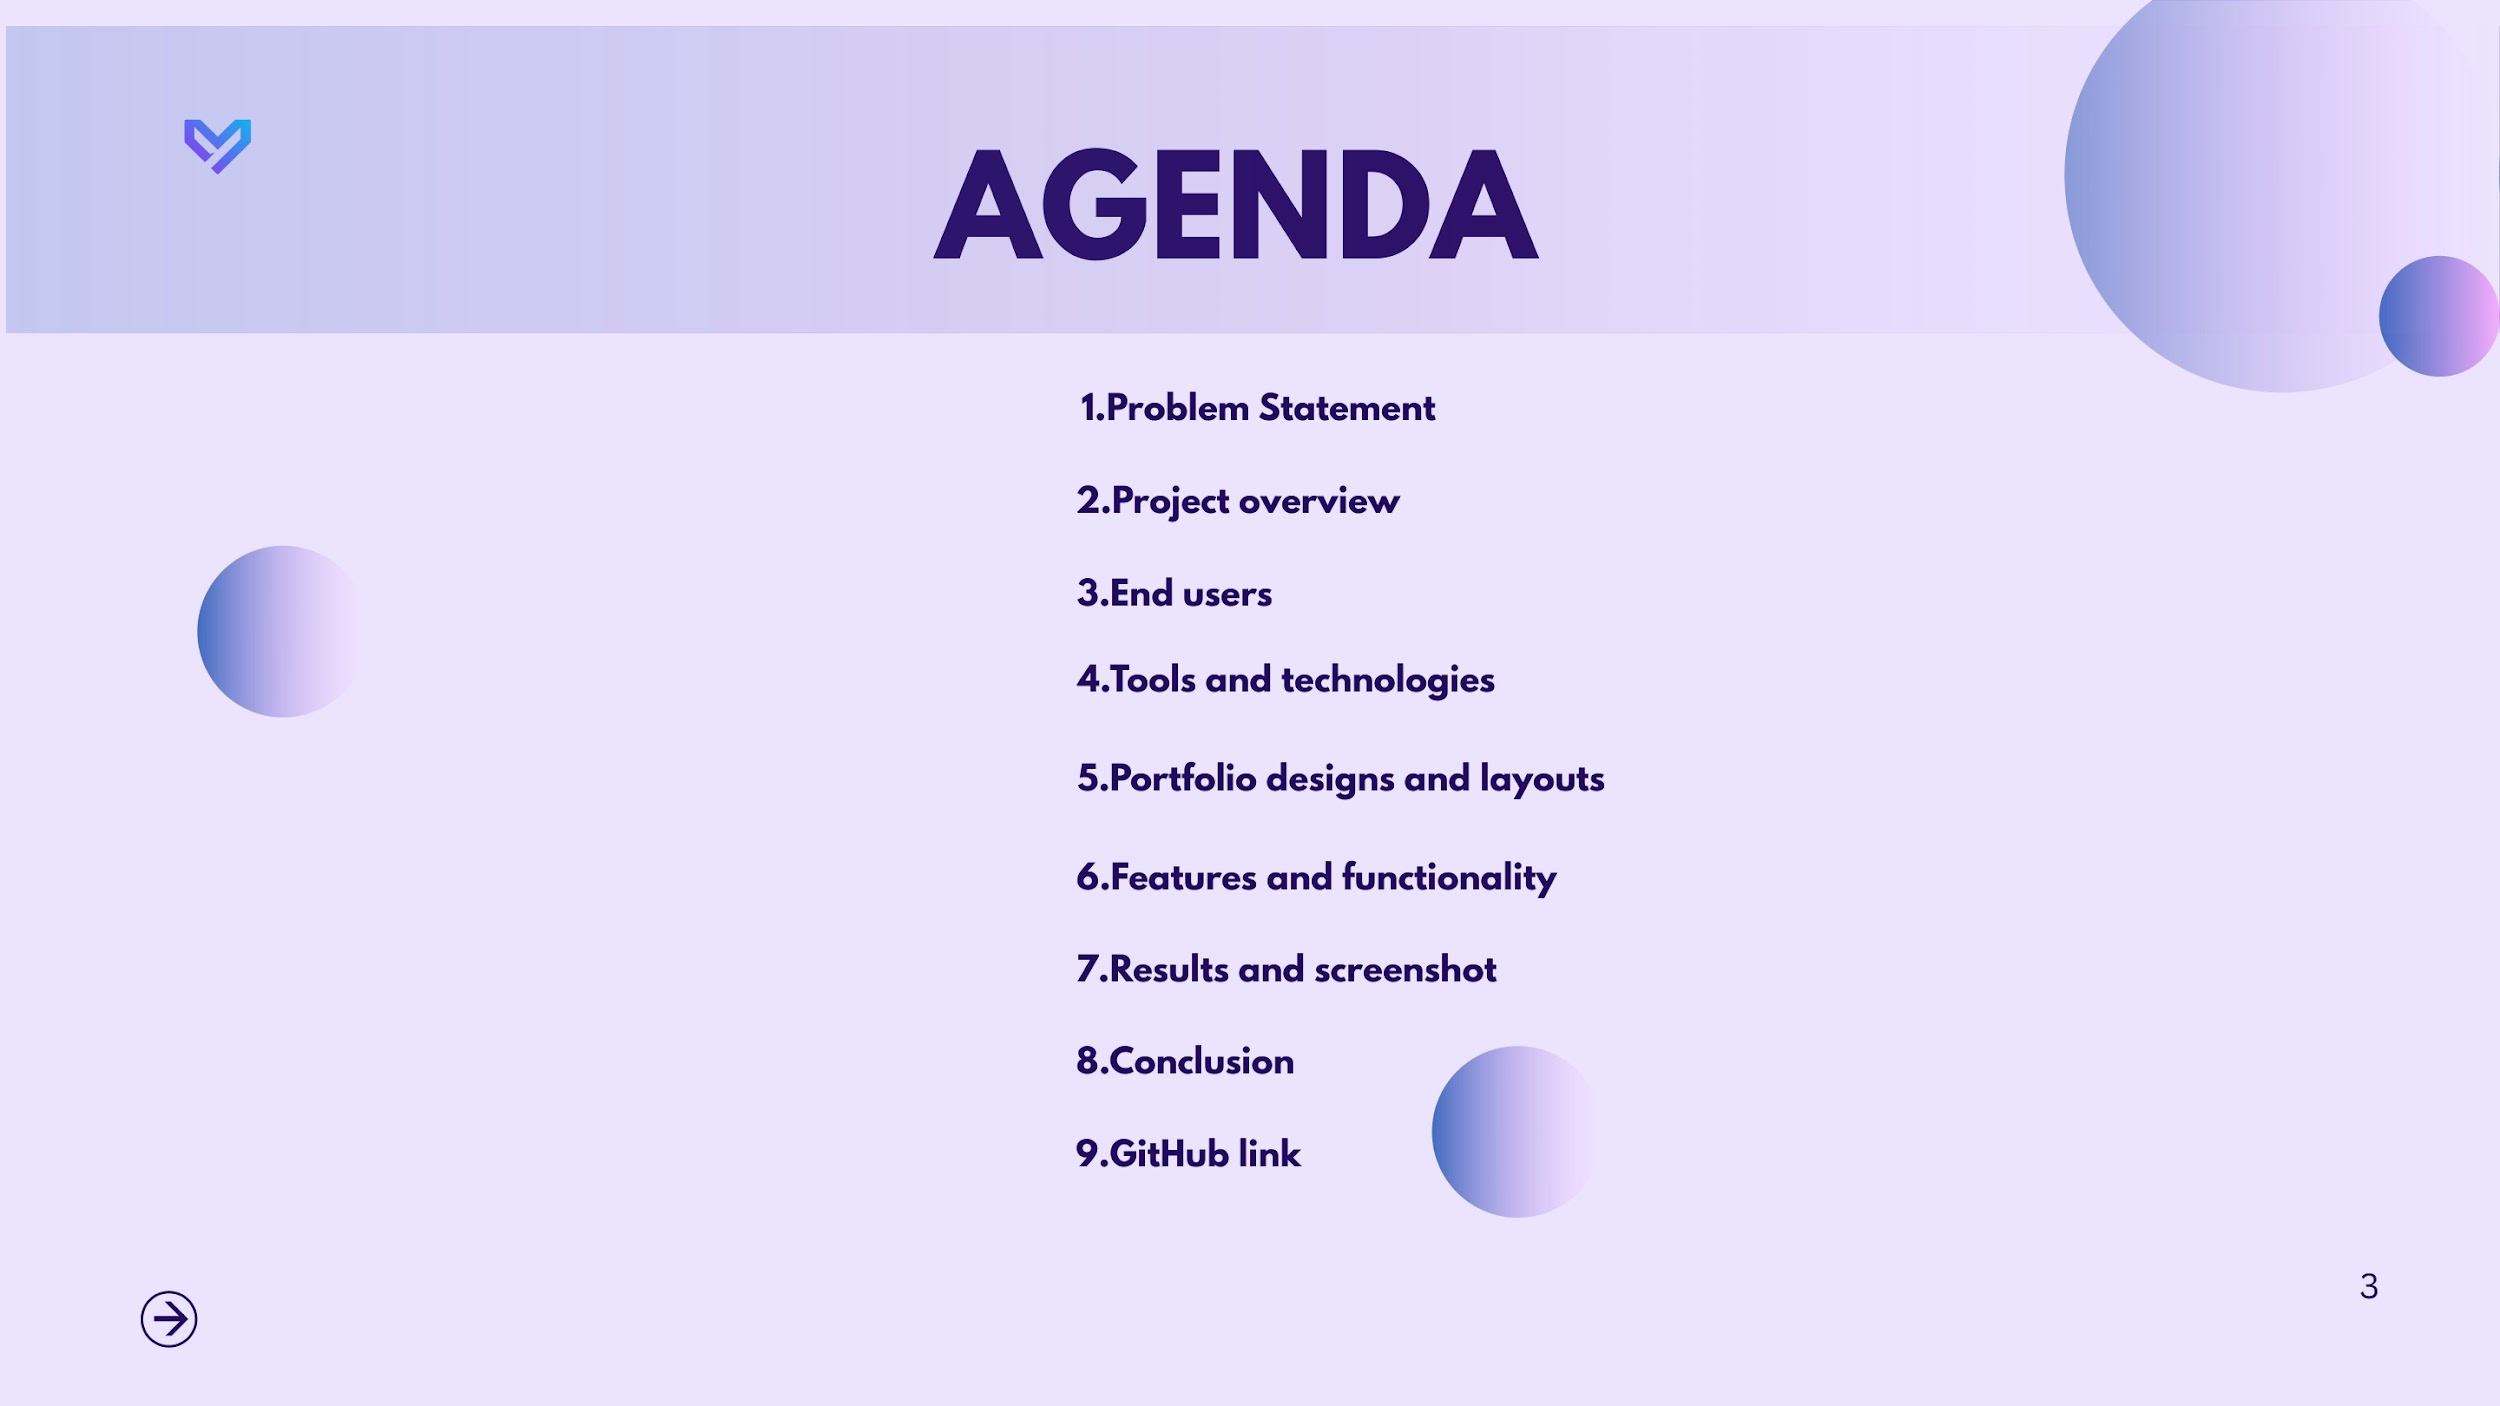 AGENDA
1.Problem Statement
2.Project overview
3.End users
4.Tools and technologies
5.Portfolio designs and layouts
6.Features and functionality
7.Results and screenshot
8.Conclusion
9.GitHub link
3